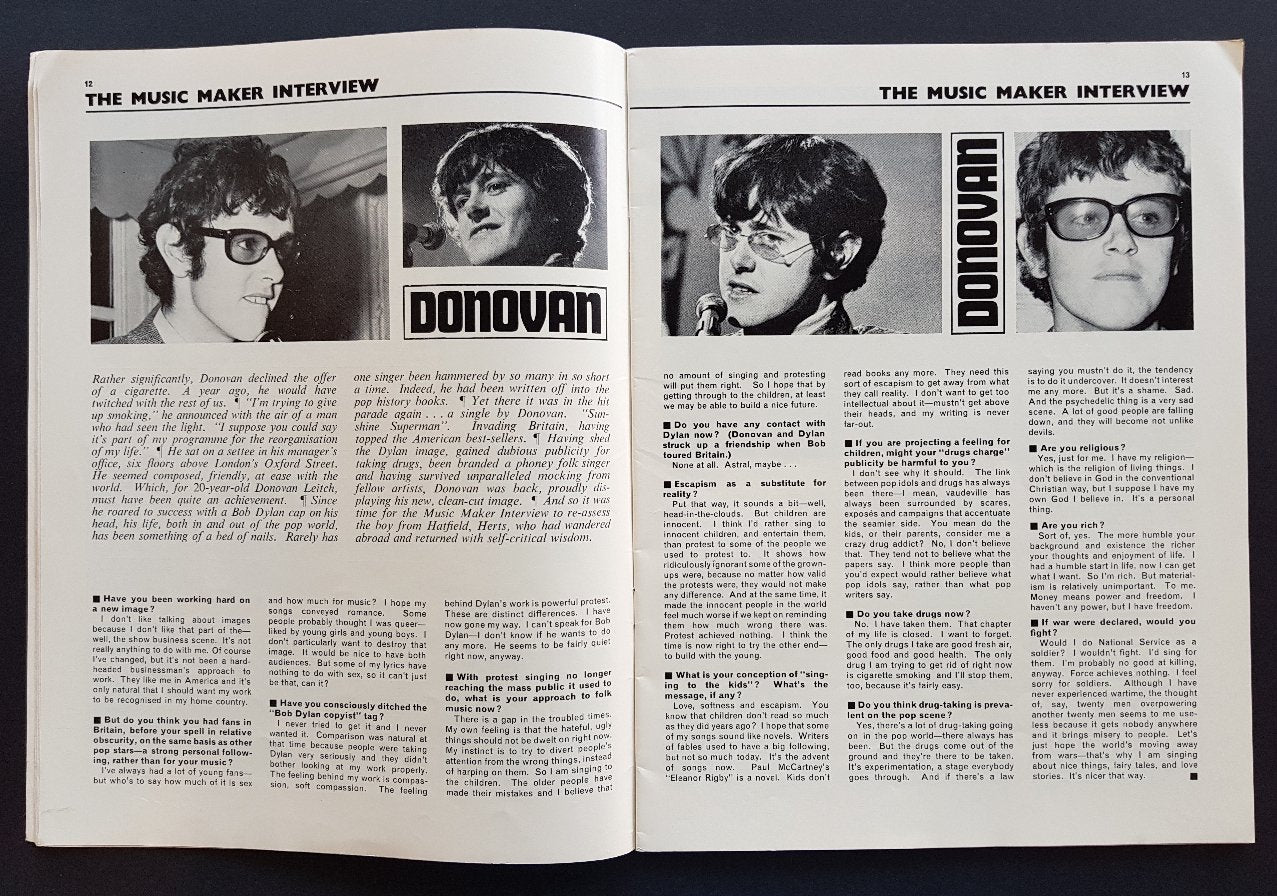 12
THE MUSIC MAKER INTERVIEW
DONOVAN
Rather significantly, Donovan declined the offer
of a cigarette. A year ago, he would have
twitched with the rest of us. ¶ "I'm trying to give
up smoking," he announced with the air of a man
who had seen the light. "I suppose you could say
it's part of my programme for the reorganisation
of my life." ¶ He sat on a settee in his manager's
office, six floors above London's Oxford Street.
He seemed composed, friendly, at ease with the
world. Which, for 20-year-old Donovan Leitch,
must have been quite an achievement. ¶ Since
he roared to success with a Bob Dylan cap on his
head, his life, both in and out of the pop world,
has been something of a bed of nails. Rarely has
one singer been hammered by so many in so short
a time. Indeed, he had been written off into the
pop history books. ¶ Yet there it was in the hit
parade again . . . a single by Donovan. "Sun-
shine Superman". Invading Britain, having
topped the American best-sellers. ¶ Having shed
the Dylan image, gained dubious publicity for
taking drugs, been branded a phoney folk singer
and having survived unparalleled mocking from
fellow artists, Donovan was back, proudly dis-
playing his new, clean-cut image. ¶ And so it was
time for the Music Maker Interview to re-assess
the boy from Hatfield, Herts, who had wandered
abroad and returned with self-critical wisdom.
■ Have you been working hard on
a new image?
I don't like talking about images
because I don't like that part of the—
well, the show business scene. It's not
really anything to do with me. Of course
I've changed, but it's not been a hard-
headed businessman's approach to
work. They like me in America and it's
only natural that I should want my work
to be recognised in my home country.
■ But do you think you had fans in
Britain, before your spell in relative
obscurity, on the same basis as other
pop stars—a strong personal follow-
ing, rather than for your music?
I've always had a lot of young fans—
but who's to say how much of it is sex
and how much for music? I hope my
songs conveyed romance. Some
people probably thought I was queer—
liked by young girls and young boys. I
don't particularly want to destroy that
image. It would be nice to have both
audiences. But some of my lyrics have
nothing to do with sex, so it can't just
be that, can it?
■ Have you consciously ditched the
"Bob Dylan copyist" tag?
I never tried to get it and I never
wanted it. Comparison was natural at
that time because people were taking
Dylan very seriously and they didn't
bother looking at my work properly.
The feeling behind my work is compas-
sion, soft compassion. The feeling
behind Dylan's work is powerful protest.
These are distinct differences. I have
now gone my way. I can't speak for Bob
Dylan—I don't know if he wants to do
any more. He seems to be fairly quiet
right now, anyway.
■ With protest singing no longer
reaching the mass public it used to
do, what is your approach to folk
music now?
There is a gap in the troubled times.
My own feeling is that the hateful, ugly
things should not be dwelt on right now.
My instinct is to try to divert people's
attention from the wrong things, instead
of harping on them. So I am singing to
the children. The older people have
made their mistakes and I believe that
13
THE MUSIC MAKER INTERVIEW
DONOVAN
no amount of singing and protesting
will put them right. So I hope that by
getting through to the children, at least
we may be able to build a nice future.
■ Do you have any contact with
Dylan now? (Donovan and Dylan
struck up a friendship when Bob
toured Britain.)
None at all. Astral, maybe . . .
■ Escapism as a substitute for
reality?
Put that way, it sounds a bit—well,
head-in-the-clouds. But children are
innocent. I think I'd rather sing to
innocent children, and entertain them,
than protest to some of the people we
used to protest to. It shows how
ridiculously ignorant some of the grown-
ups were, because no matter how valid
the protests were, they would not make
any difference. And at the same time, it
made the innocent people in the world
feel much worse if we kept on reminding
them how much wrong there was.
Protest achieved nothing. I think the
time is now right to try the other end—
to build with the young.
■ What is your conception of "sing-
ing to the kids"? What's the
message, if any?
Love, softness and escapism. You
know that children don't read so much
as they did years ago? I hope that some
of my songs sound like novels. Writers
of fables used to have a big following,
but not so much today. It's the advent
of songs now. Paul McCartney's
"Eleanor Rigby" is a novel. Kids don't
read books any more. They need this
sort of escapism to get away from what
they call reality. I don't want to get too
intellectual about it—mustn't get above
their heads, and my writing is never
far-out.
■ If you are projecting a feeling for
children, might your "drugs charge"
publicity be harmful to you?
I don't see why it should. The link
between pop idols and drugs has always
been there—I mean, vaudeville has
always been surrounded by scares,
exposés and campaigns that accentuate
the seamier side. You mean do the
kids, or their parents, consider me a
crazy drug addict? No, I don't believe
that. They tend not to believe what the
papers say. I think more people than
you'd expect would rather believe what
pop idols say, rather than what pop
writers say.
■ Do you take drugs now?
No. I have taken them. That chapter
of my life is closed. I want to forget.
The only drugs I take are good fresh air,
good food and good health. The only
drug I am trying to get rid of right now
is cigarette smoking and I'll stop them,
too, because it's fairly easy.
■ Do you think drug-taking is preva-
lent on the pop scene?
Yes, there's a lot of drug-taking going
on in the pop world—there always has
been. But the drugs come out of the
ground and they're there to be taken.
It's experimentation, a stage everybody
goes through. And if there's a law
saying you mustn't do it, the tendency
is to do it undercover. It doesn't interest
me any more. But it's a shame. Sad.
And the psychedelic thing is a very sad
scene. A lot of good people are falling
down, and they will become not unlike
devils.
■ Are you religious?
Yes, just for me. I have my religion—
which is the religion of living things. I
don't believe in God in the conventional
Christian way, but I suppose I have my
own God I believe in. It's a personal
thing.
■ Are you rich?
Sort of, yes. The more humble your
background and existence the richer
your thoughts and enjoyment of life. I
had a humble start in life, now I can get
what I want. So I'm rich. But material-
ism is relatively unimportant. To me.
Money means power and freedom. I
haven't any power, but I have freedom.
■ If war were declared, would you
fight?
Would I do National Service as a
soldier? I wouldn't fight. I'd sing for
them. I'm probably no good at killing,
anyway. Force achieves nothing. I feel
sorry for soldiers. Although I have
never experienced wartime, the thought
of, say, twenty men overpowering
another twenty men seems to me use-
less because it gets nobody anywhere
and it brings misery to people. Let's
just hope the world's moving away
from wars—that's why I am singing
about nice things, fairy tales, and love
stories. It's nicer that way. ■